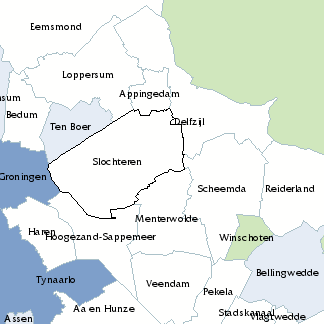 Eemsmond
Loppersum
Appingedam
sum
Bedum
Ten Boer
Delfzijl
Slochteren
Groningen
Scheemda
Reiderland
Menterwolde
Haren
Hoogezand-Sappemeer
Winschoten
Bellingwedde
Tynaarlo
Veendam
Pekela
Aa en Hunze
Stadskanaal
Vlagtwedde
Assen